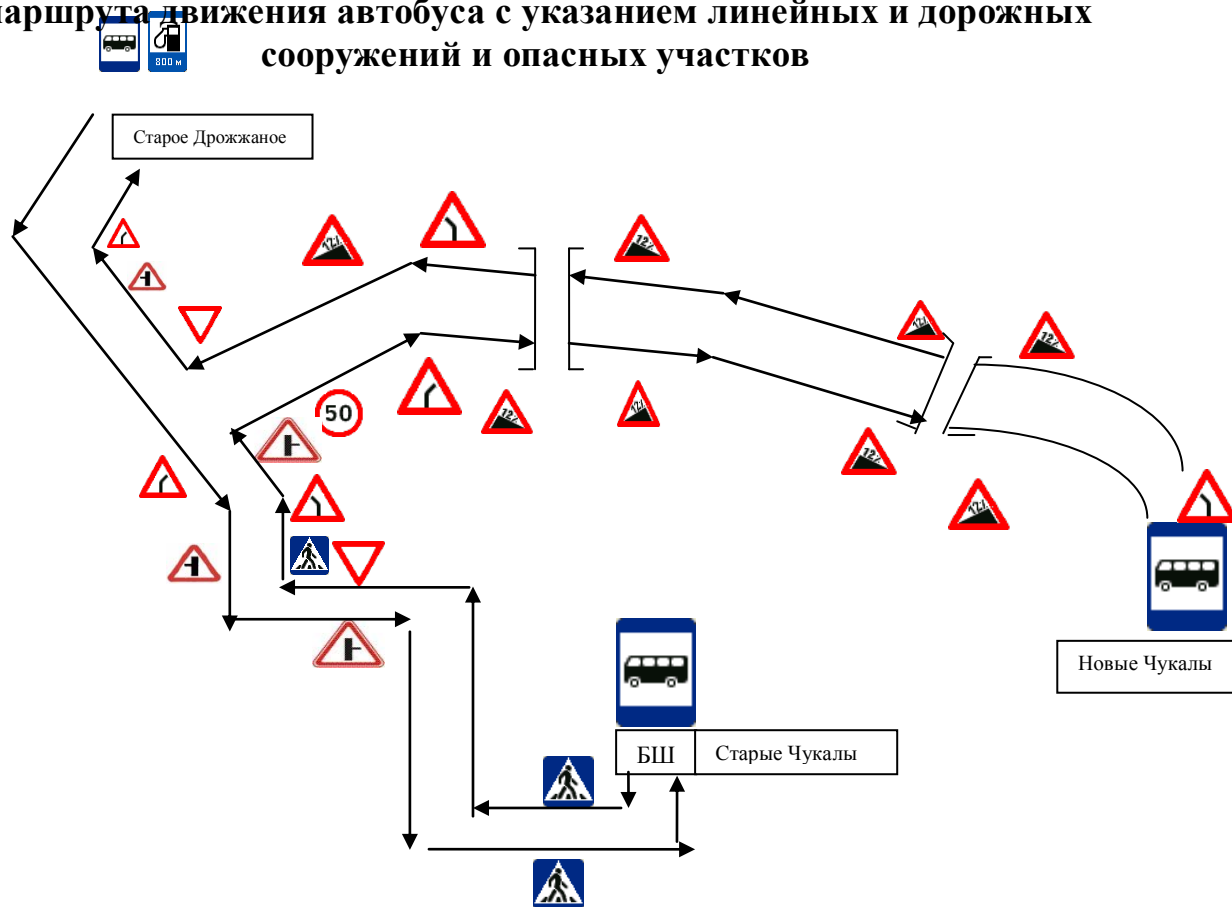 маршрута движения автобуса с указанием линейных и дорожных
сооружений и опасных участков
800 м
Старое Дрожжаное
12%
12%
12%
12%
50
12%
12%
12%
12%
Новые Чукалы
БШ
Старые Чукалы